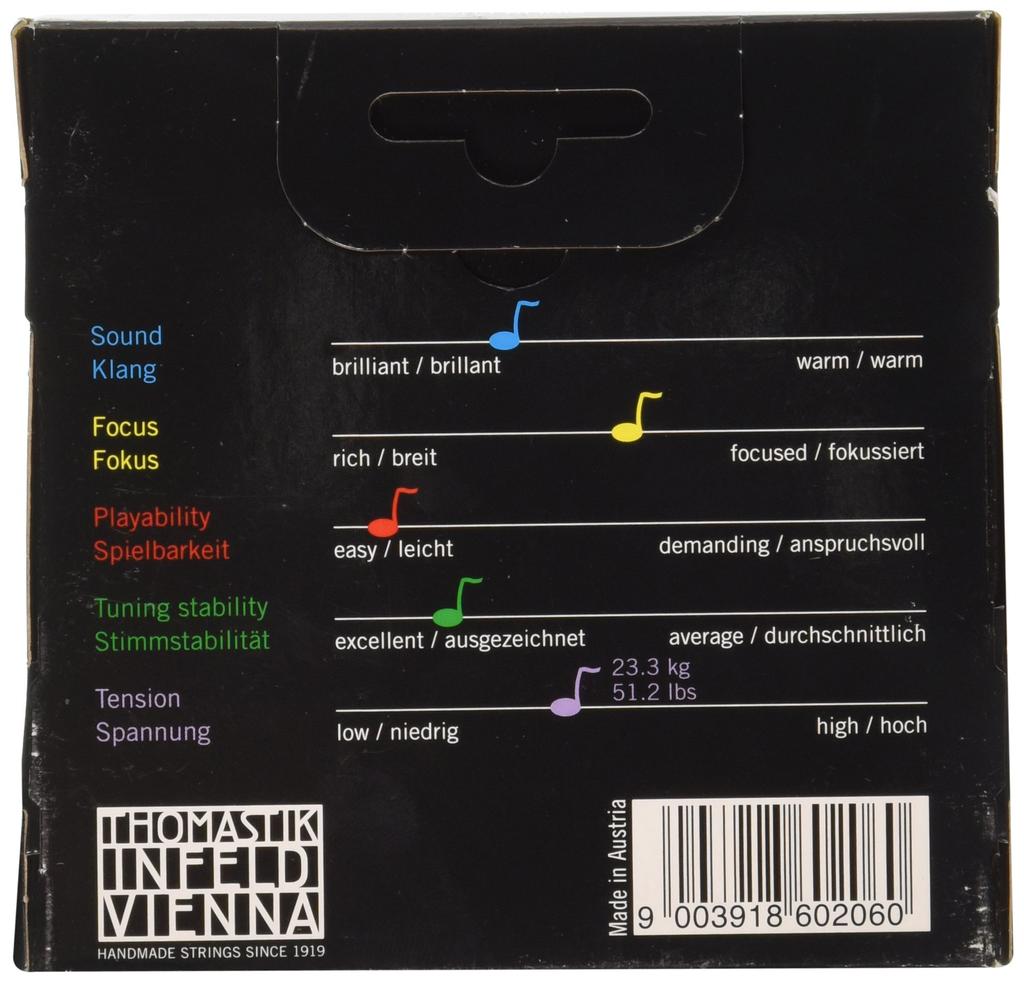 Sound
Klang
brilliant / brillant
warm / warm
Focus
Fokus
rich / breit
focused / fokussiert
Playability
Spielbarkeit
easy / leicht
demanding / anspruchsvoll
Tuning stability
Stimmstabilität
excellent / ausgezeichnet
average / durchschnittlich
Tension
Spannung
23.3 kg
51.2 lbs
low / niedrig
high / hoch
THOMASTIK
INFELD
VIENNA
HANDMADE STRINGS SINCE 1919
Made in Austria
9 003918 602060